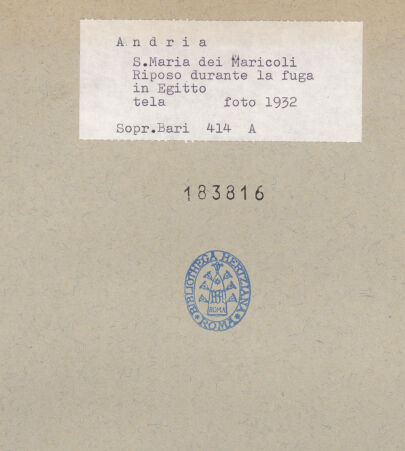 A n d r i a
S.Maria dei Maricoli
Riposo durante la fuga
in Egitto
tela foto 1932
Sopr.Bari 414 A
183816
BIBLIOTHECA HERTZIANA
ROMA
ROMA